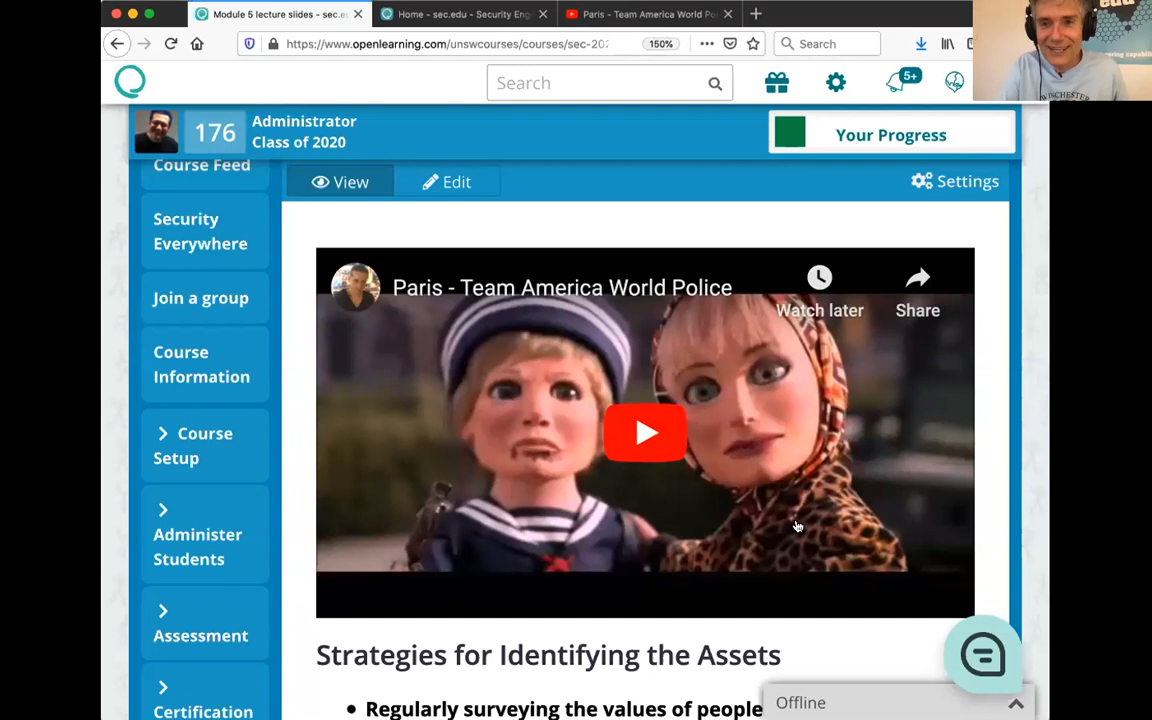 Module 5 lecture slides - sec.e
Home - sec.edu - Security Eng
Paris - Team America World Po
https://www.openlearning.com/unswcourses/courses/sec-20
150%
Search
Search
5+
WINCHESTER
176
Administrator
Class of 2020
Your Progress
Course Feed
View
Edit
Settings
Security
Everywhere
Join a group
Course
Information
Course
Setup
Administer
Students
Assessment
Certification
Paris - Team America World Police
Watch later
Share
Strategies for Identifying the Assets
• Regularly surveying the values of people
Offline